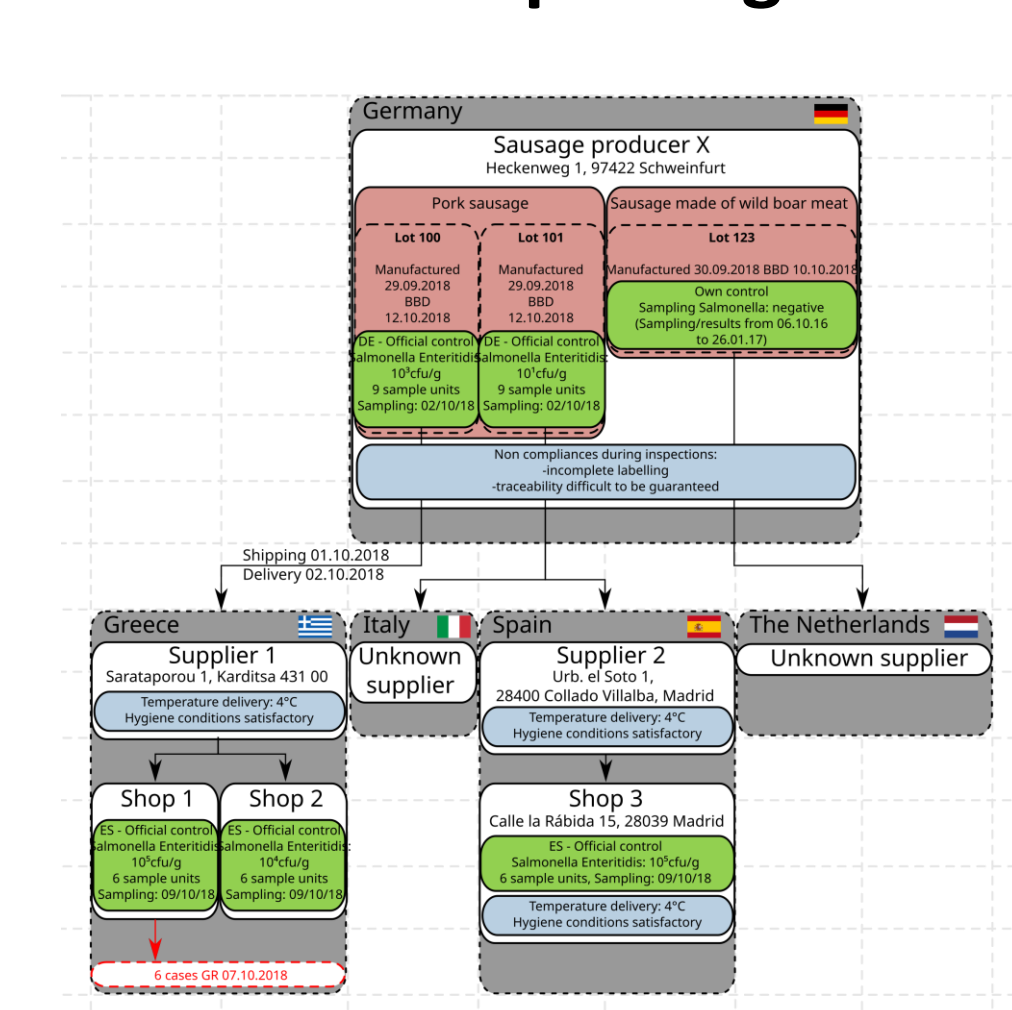 Germany
Sausage producer X
Heckenweg 1, 97422 Schweinfurt
Pork sausage
Sausage made of wild boar meat
Lot 100
Manufactured
29.09.2018
BBD
12.10.2018
DE - Official control
Salmonella Enteritidis:
10³cfu/g
9 sample units
Sampling: 02/10/18
Lot 101
Manufactured
29.09.2018
BBD
12.10.2018
DE - Official control
Salmonella Enteritidis:
10¹cfu/g
9 sample units
Sampling: 02/10/18
Lot 123
Manufactured 30.09.2018 BBD 10.10.2018
Own control
Sampling Salmonella: negative
(Sampling/results from 06.10.16
to 26.01.17)
Non compliances during inspections:
-incomplete labelling
-traceability difficult to be guaranteed
Shipping 01.10.2018
Delivery 02.10.2018
Greece
Supplier 1
Sarataporou 1, Karditsa 431 00
Temperature delivery: 4°C
Hygiene conditions satisfactory
Shop 1
ES - Official control
Salmonella Enteritidis:
10⁵cfu/g
6 sample units
Sampling: 09/10/18
Shop 2
ES - Official control
Salmonella Enteritidis:
10⁴cfu/g
6 sample units
Sampling: 09/10/18
6 cases GR 07.10.2018
Italy
Unknown
supplier
Spain
Supplier 2
Urb. el Soto 1,
28400 Collado Villalba, Madrid
Temperature delivery: 4°C
Hygiene conditions satisfactory
Shop 3
Calle la Rábida 15, 28039 Madrid
ES - Official control
Salmonella Enteritidis: 10⁵cfu/g
6 sample units, Sampling: 09/10/18
Temperature delivery: 4°C
Hygiene conditions satisfactory
The Netherlands
Unknown supplier